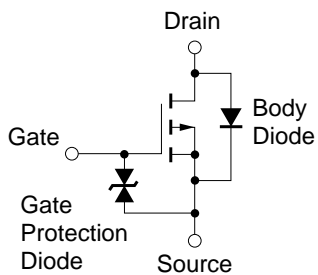 Drain
Body
Diode
Gate
Gate
Protection
Diode
Source